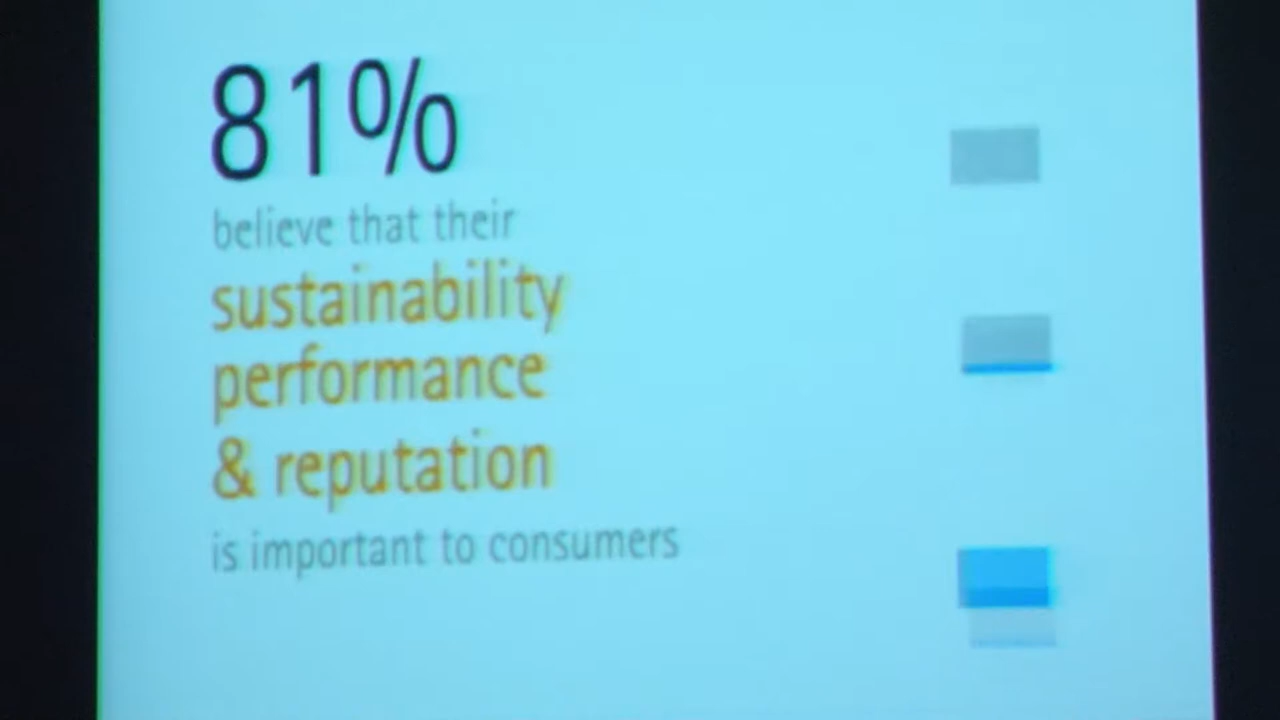 81%
believe that their
sustainability
performance
& reputation
is important to consumers